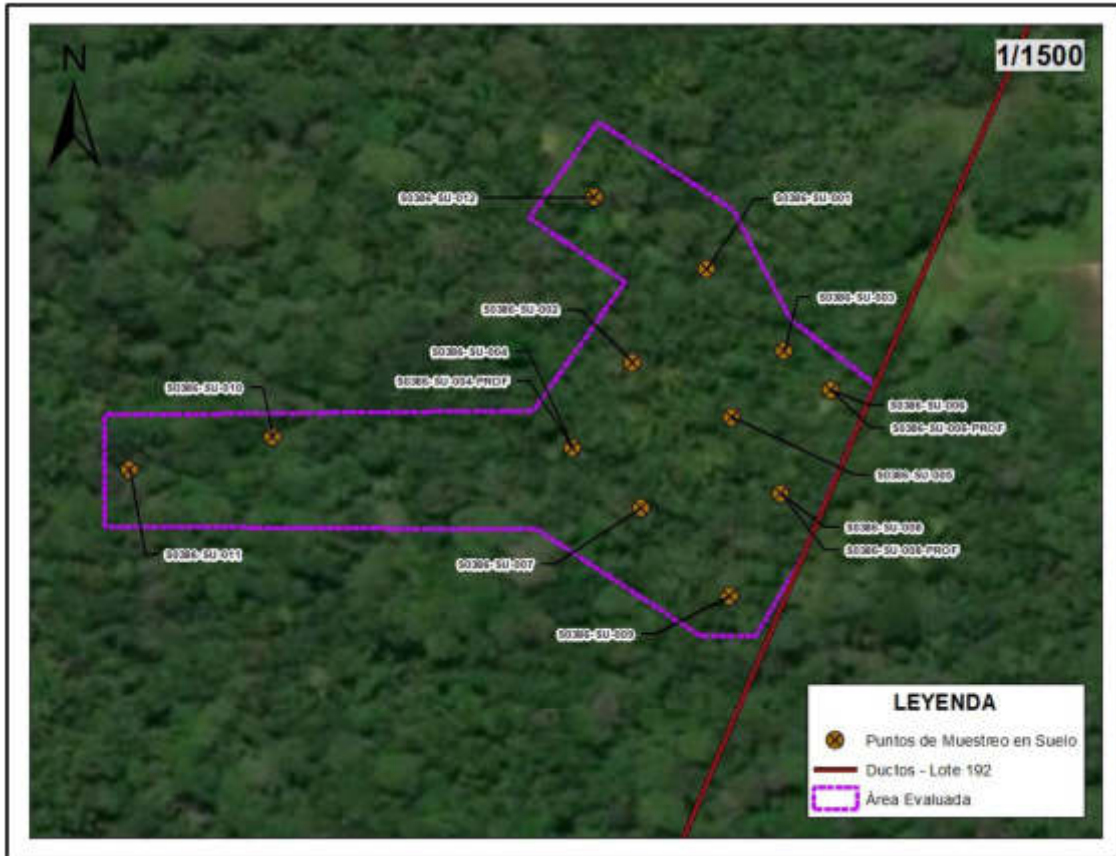 N
1/1500
S0386-SU-012
S0386-SU-001
S0386-SU-003
S0386-SU-002
S0386-SU-004
S0386-SU-004-PROF
S0386-SU-010
S0386-SU-006
S0386-SU-006-PROF
S0386-SU-005
S0386-SU-008
S0386-SU-008-PROF
S0386-SU-011
S0386-SU-007
S0386-SU-009
LEYENDA
Puntos de Muestreo en Suelo
Ductos - Lote 192
Área Evaluada